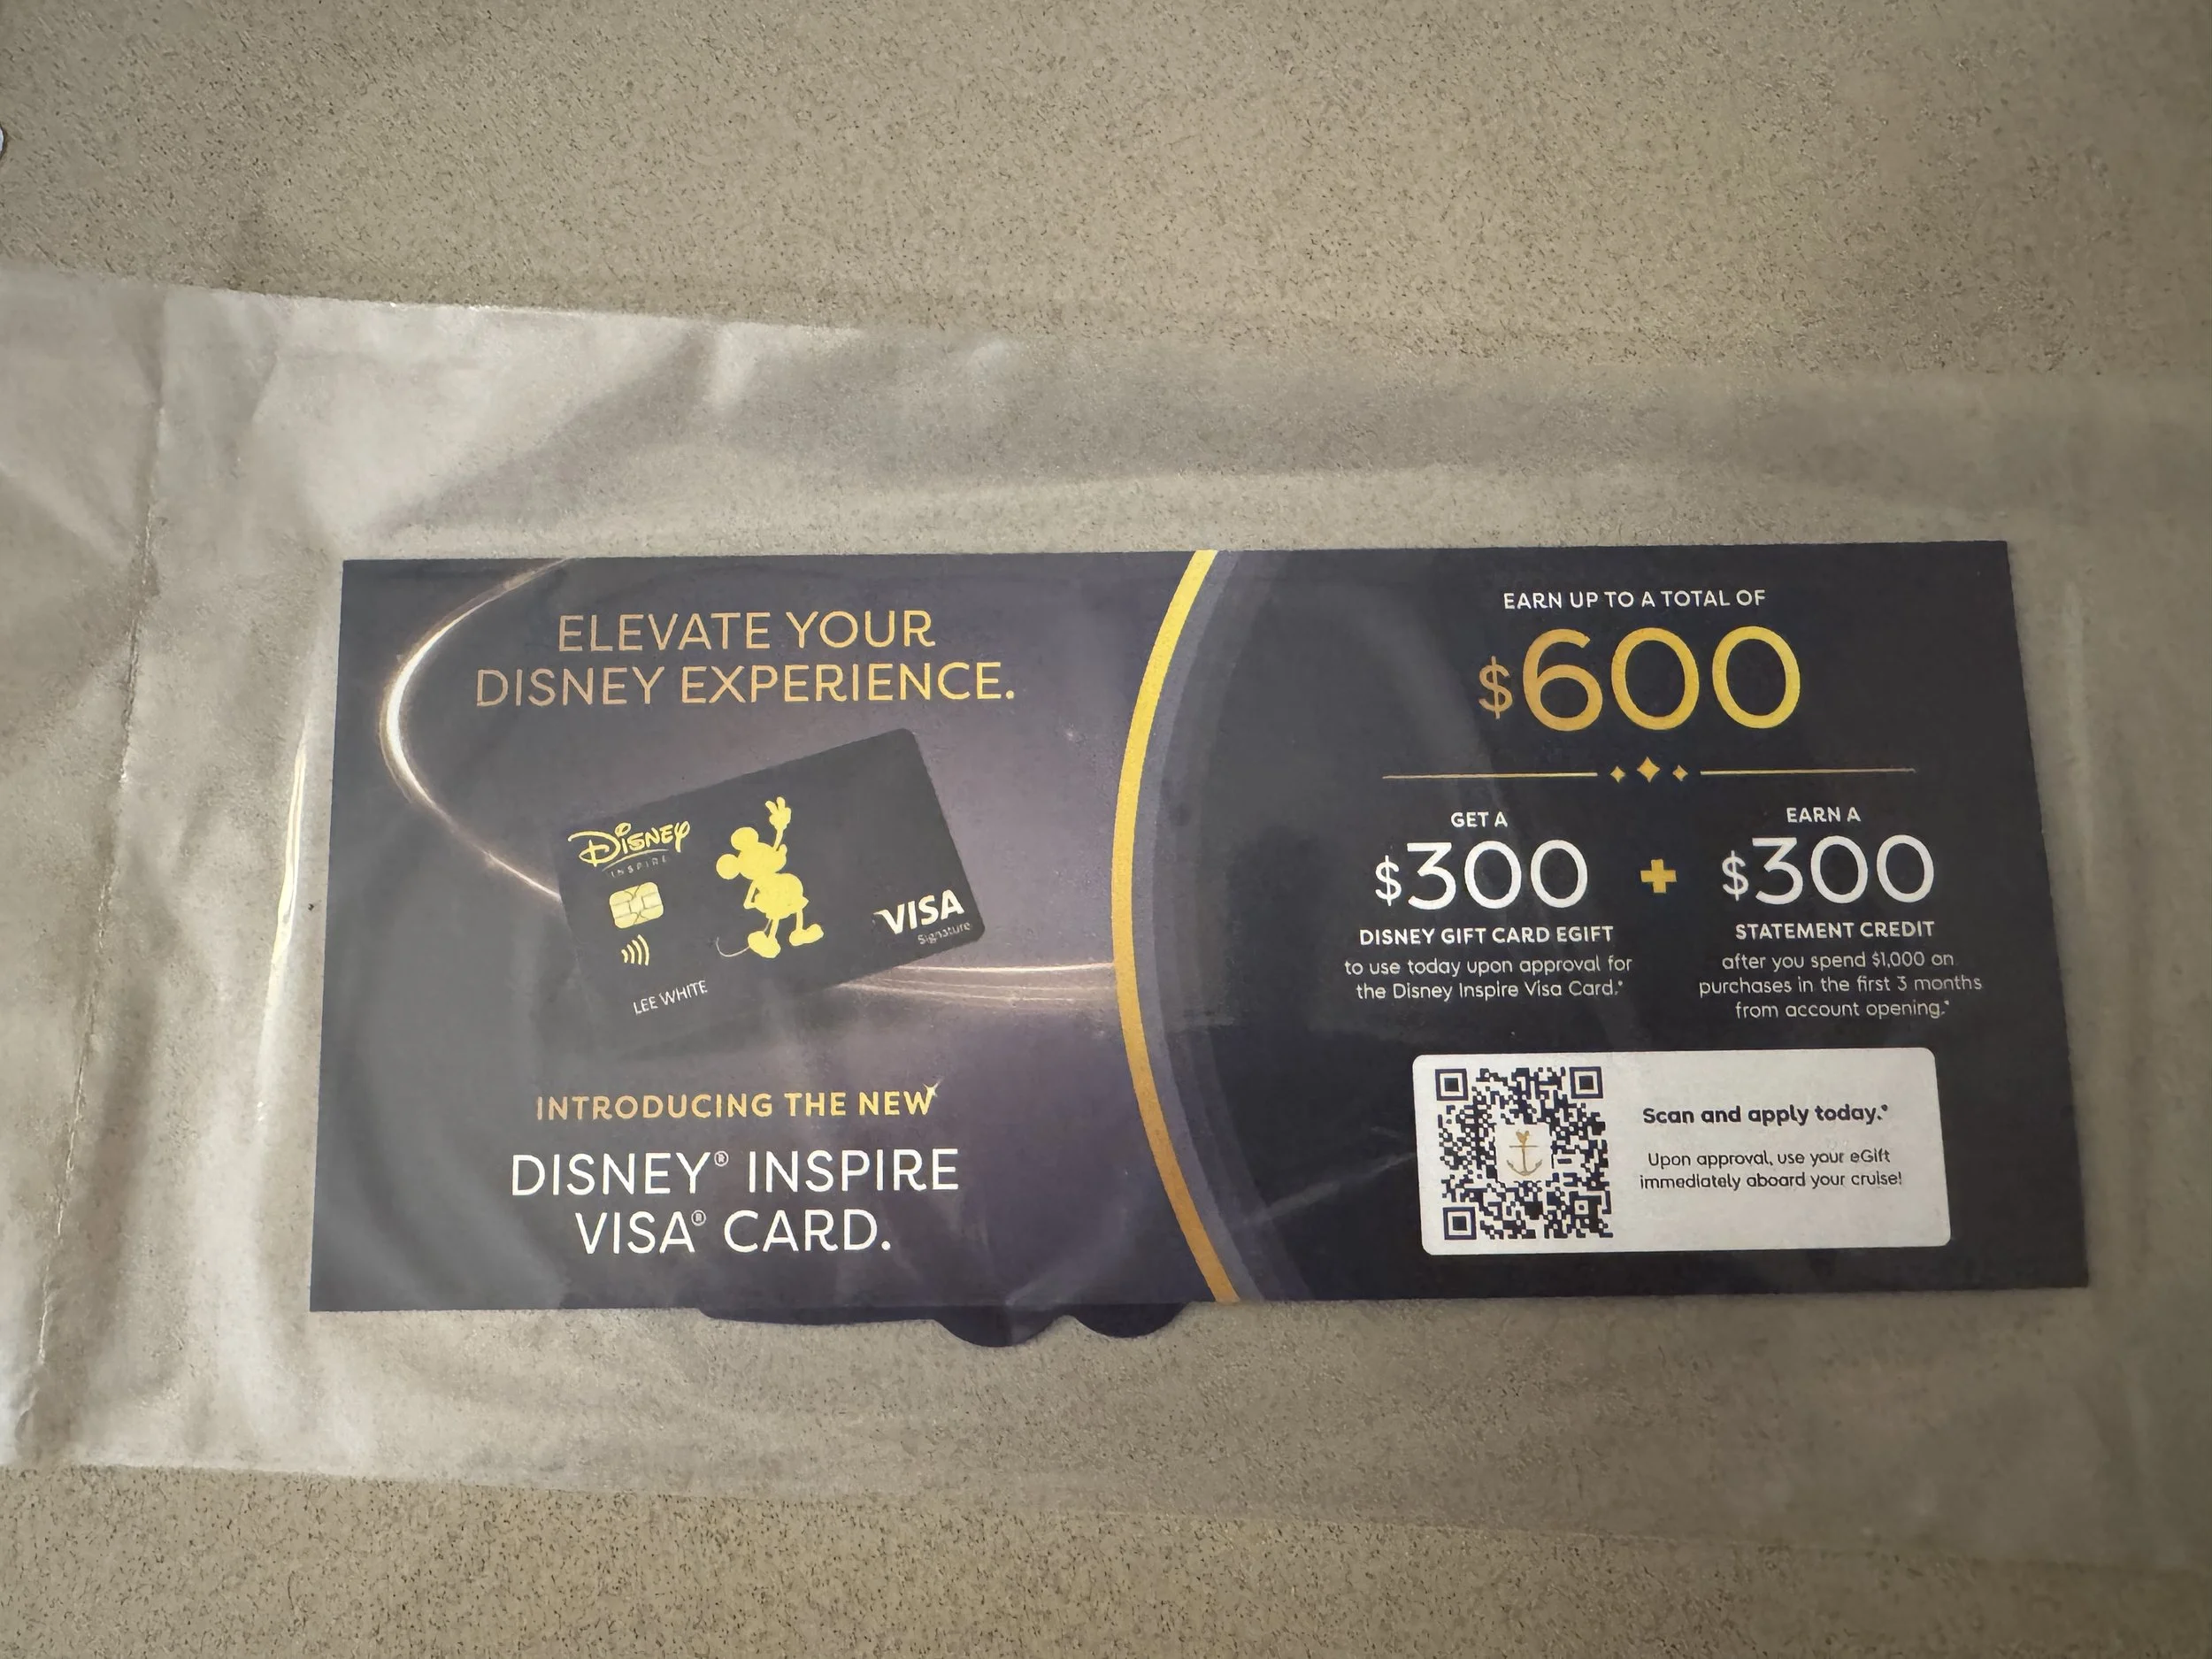 ELEVATE YOUR
DISNEY EXPERIENCE.
Disney
INSPIRE
VISA
Signature
LEE WHITE
INTRODUCING THE NEW
DISNEY® INSPIRE
VISA® CARD.
EARN UP TO A TOTAL OF
$600
GET A
$300
DISNEY GIFT CARD EGIFT
to use today upon approval for
the Disney Inspire Visa Card.*
+
EARN A
$300
STATEMENT CREDIT
after you spend $1,000 on
purchases in the first 3 months
from account opening.*
Scan and apply today.*
Upon approval, use your eGift
immediately aboard your cruise!